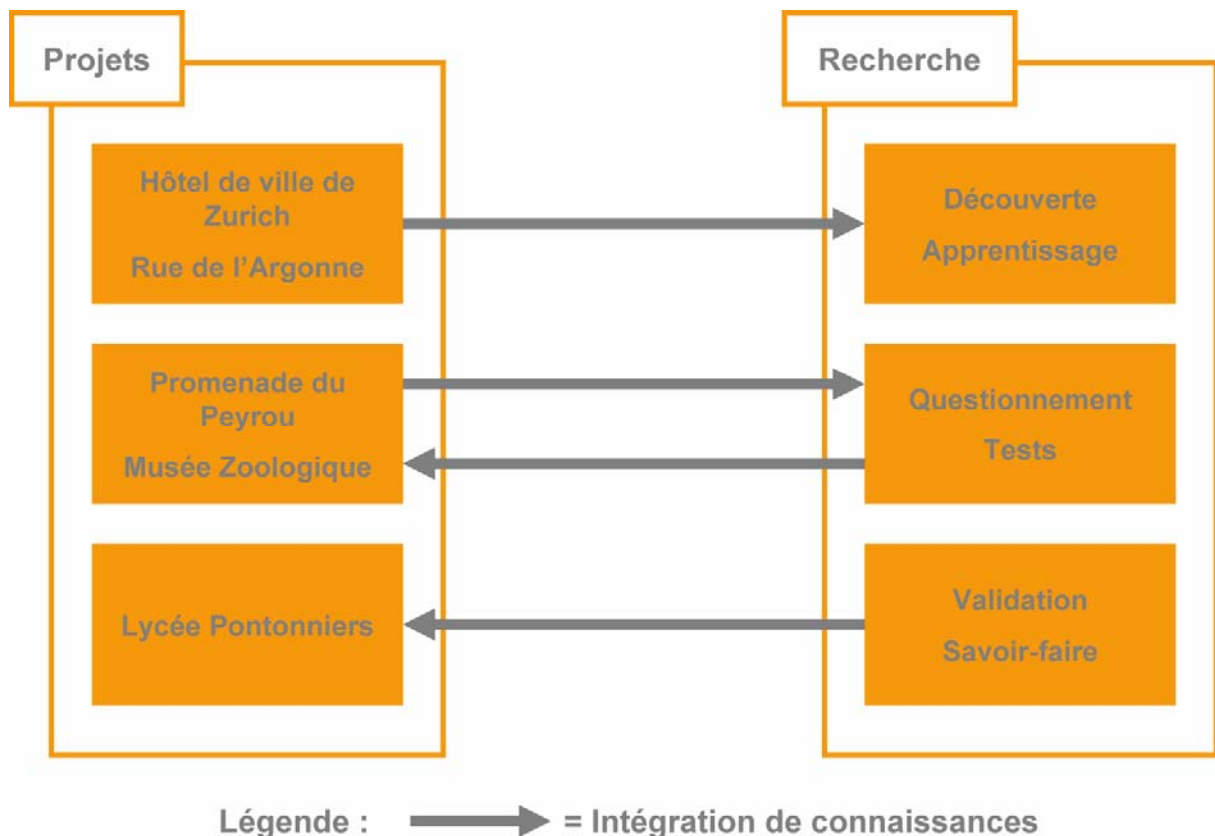 Projets
Recherche
Hôtel de ville de
Zurich
Rue de l'Argonne
Découverte
Apprentissage
Promenade du
Peyrou
Musée Zoologique
Questionnement
Tests
Lycée Pontonniers
Validation
Savoir-faire
Légende : = Intégration de connaissances